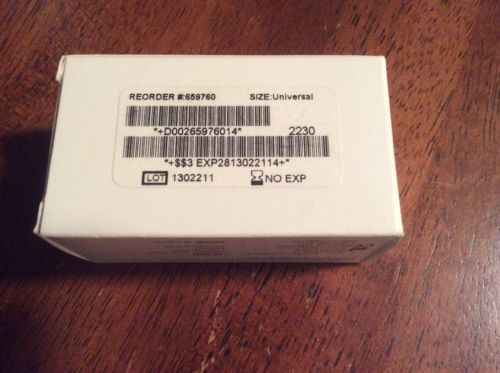 REORDER #:659760 SIZE:Universal
*+D00265976014* 2230
*+$$3 EXP2813022114+*
LOT 1302211 NO EXP